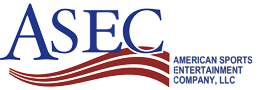 ASEC
AMERICAN SPORTS
ENTERTAINMENT
COMPANY, LLC